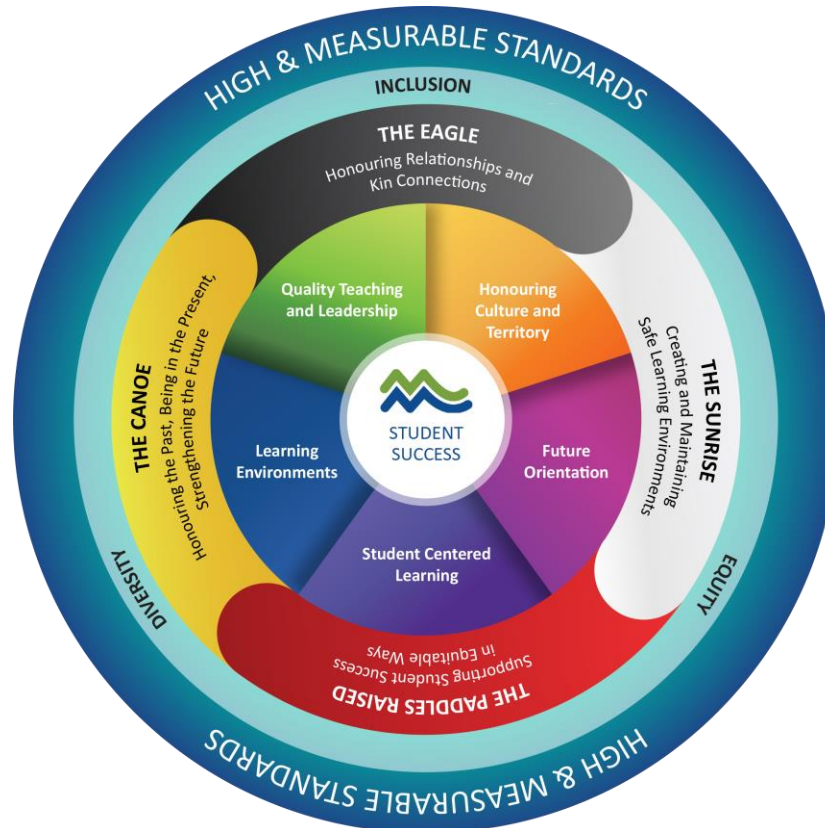 HIGH & MEASURABLE STANDARDS
INCLUSION
THE EAGLE
Honouring Relationships and
Kin Connections
Quality Teaching
and Leadership
Honouring
Culture and
Territory
THE CANOE
Honouring the Past, Being in the Present,
Strengthening the Future
THE SUNRISE
Creating and Maintaining
Safe Learning Environments
STUDENT
SUCCESS
Learning
Environments
Future
Orientation
Student Centered
Learning
DIVERSITY
EQUITY
THE PADDLES RAISED
Supporting Student Success
in Equitable Ways
HIGH & MEASURABLE STANDARDS